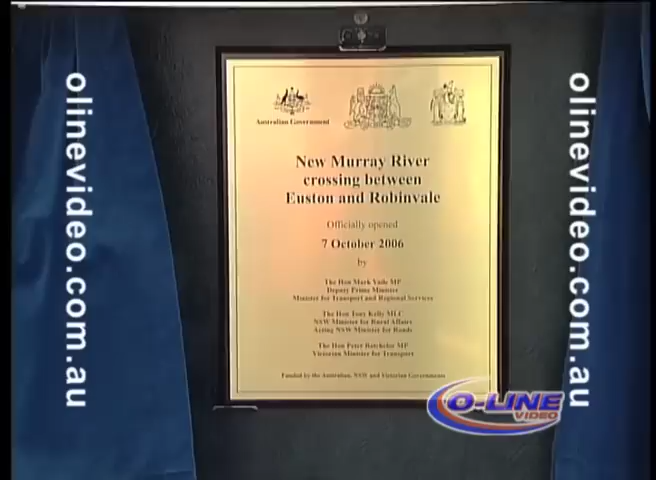 olinevideo.com.au
Australian Government
New Murray River
crossing between
Euston and Robinvale
Officially opened
7 October 2006
by
The Hon Mark Vaile MP
Deputy Prime Minister
Minister for Transport and Regional Services
The Hon Tony Kelly MLC
NSW Minister for Rural Affairs
Acting NSW Minister for Roads
The Hon Peter Batchelor MP
Victorian Minister for Transport
Funded by the Australian, NSW and Victorian Governments
O-LINE
VIDEO
olinevideo.com.au